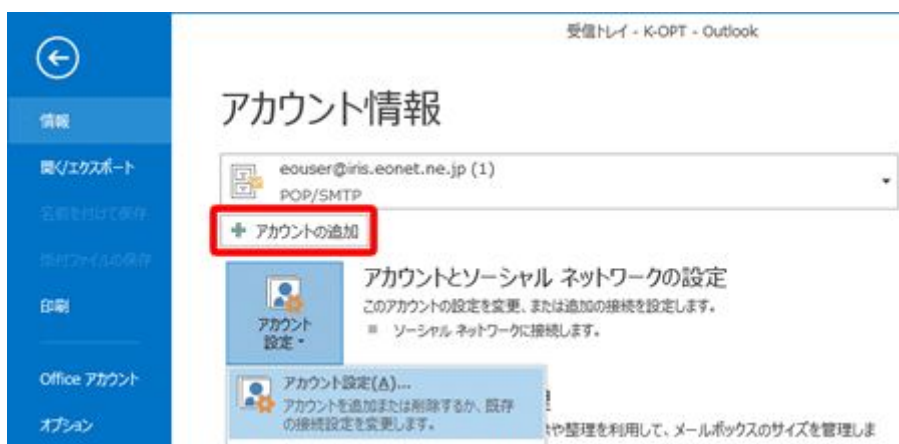 受信トレイ - K-OPT - Outlook
情報
開く/エクスポート
名前を付けて保存
添付ファイルの保存
印刷
Office アカウント
オプション
アカウント情報
eouser@iris.eonet.ne.jp (1)
POP/SMTP
アカウントの追加
アカウント
設定
アカウントとソーシャル ネットワークの設定
このアカウントの設定を変更、または追加の接続を設定します。
ソーシャル ネットワークに接続します。
アカウント設定(A)...
アカウントを追加または削除するか、既存
の接続設定を変更します。
や整理を利用して、メールボックスのサイズを管理しま